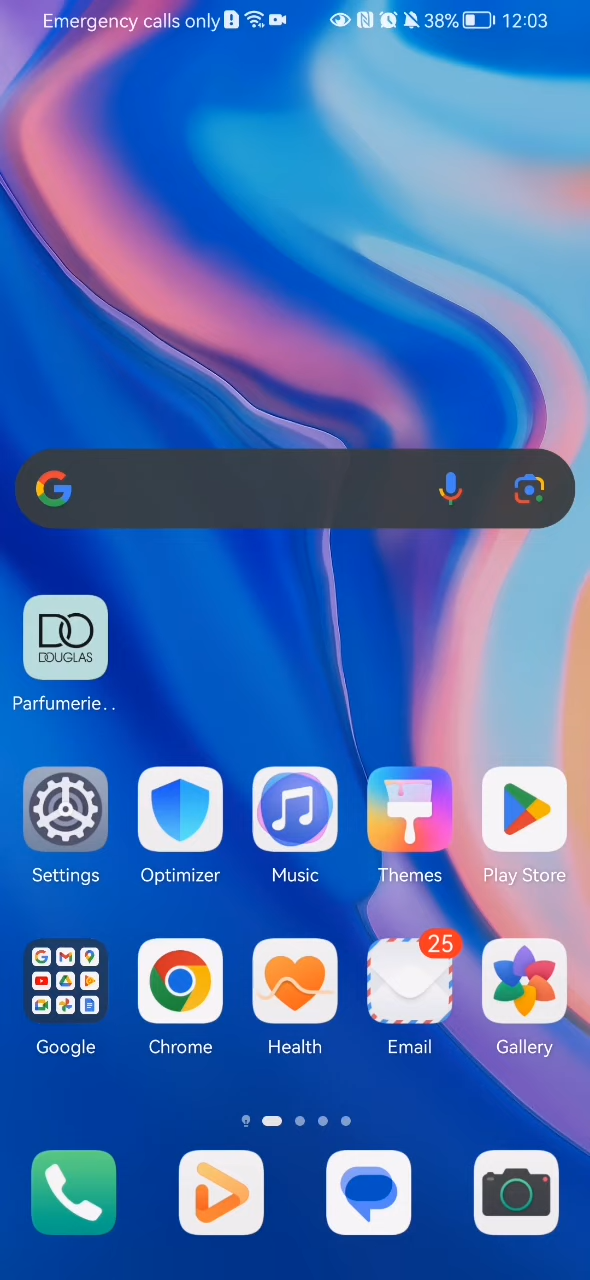 Emergency calls only 38% 12:03
DOUGLAS
Parfumerie..
Settings Optimizer Music Themes Play Store
25
Google Chrome Health Email Gallery